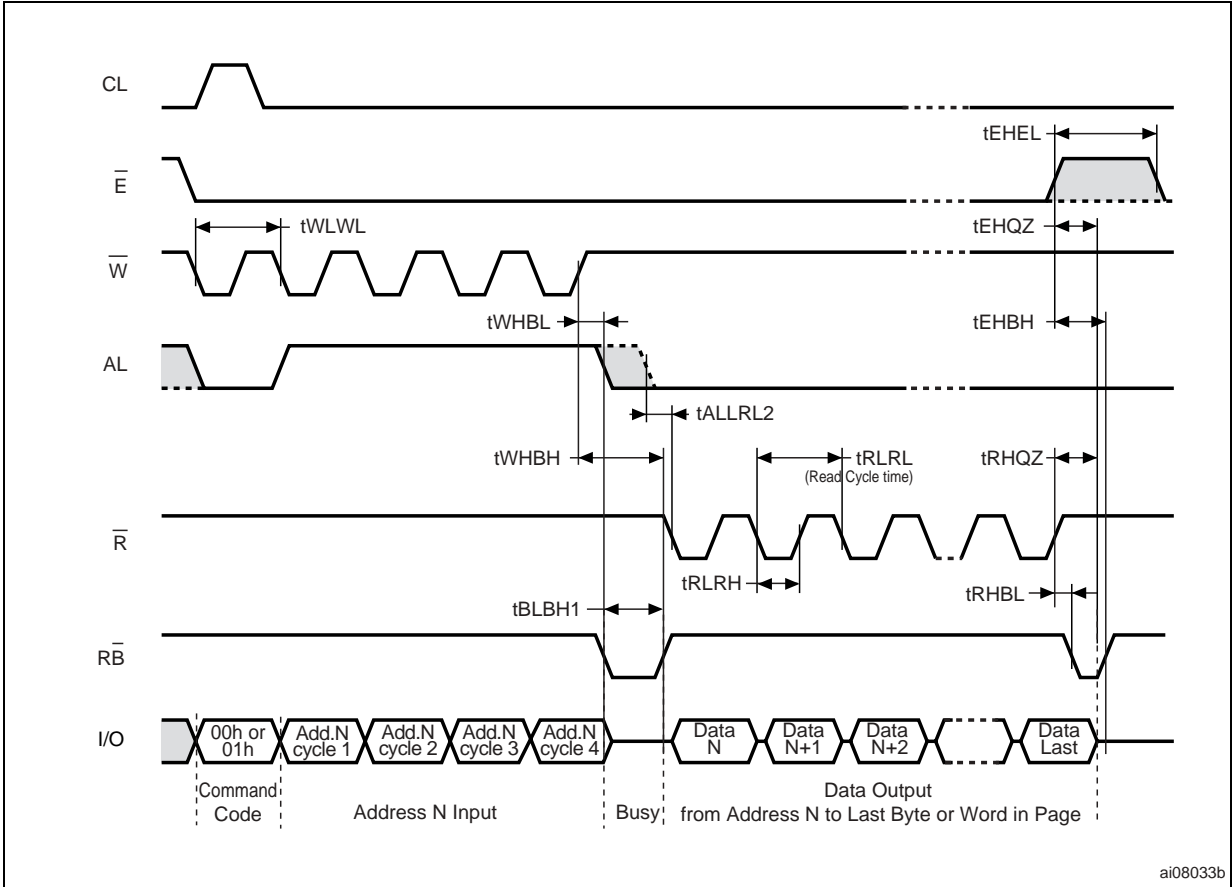 CL
tEHEL
E
tWLWL
tEHQZ
W
tWHBL
tEHBH
AL
tALLRL2
tWHBH
tRLRL
(Read Cycle time)
tRHQZ
R
tRLRH
tRHBL
tBLBH1
RB
I/O
00h or
01h
Add.N
cycle 1
Add.N
cycle 2
Add.N
cycle 3
Add.N
cycle 4
Data
N
Data
N+1
Data
N+2
Data
Last
Command
Code
Address N Input
Busy
Data Output
from Address N to Last Byte or Word in Page
ai08033b